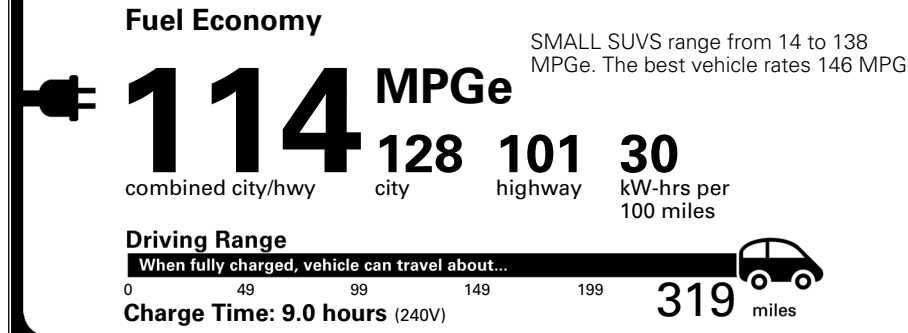 Fuel Economy
SMALL SUVS range from 14 to 138
MPGe. The best vehicle rates 146 MPG
114 MPGe
combined city/hwy
128 city
101 highway
30 kW-hrs per
100 miles
Driving Range
When fully charged, vehicle can travel about...
0 49 99 149 199 319 miles
Charge Time: 9.0 hours (240V)